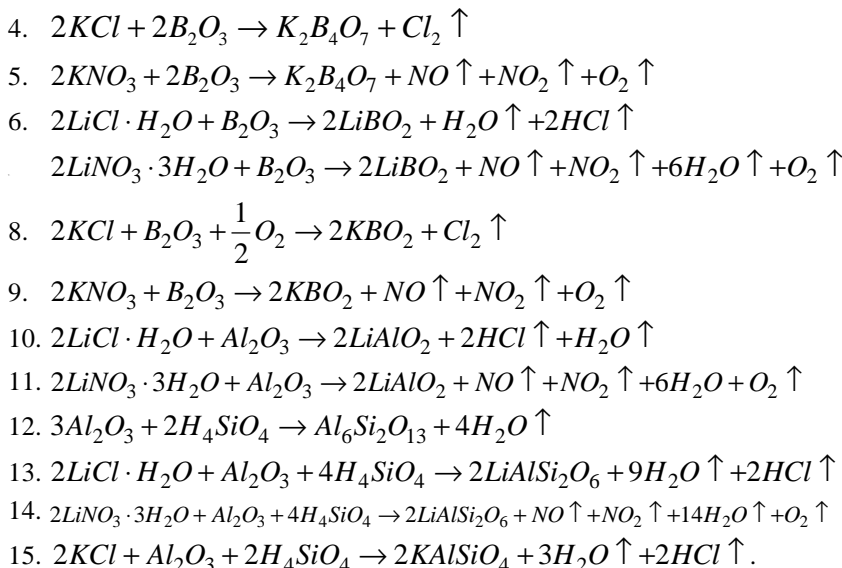 4. 2KCl + 2B₂O₃ → K₂B₄O₇ + Cl₂ ↑
5. 2KNO₃ + 2B₂O₃ → K₂B₄O₇ + NO ↑ +NO₂ ↑ +O₂ ↑
6. 2LiCl · H₂O + B₂O₃ → 2LiBO₂ + H₂O ↑ +2HCl ↑
2LiNO₃ · 3H₂O + B₂O₃ → 2LiBO₂ + NO ↑ +NO₂ ↑ +6H₂O ↑ +O₂ ↑
8. 2KCl + B₂O₃ + 1/2 O₂ → 2KBO₂ + Cl₂ ↑
9. 2KNO₃ + B₂O₃ → 2KBO₂ + NO ↑ +NO₂ ↑ +O₂ ↑
10. 2LiCl · H₂O + Al₂O₃ → 2LiAlO₂ + 2HCl ↑ +H₂O ↑
11. 2LiNO₃ · 3H₂O + Al₂O₃ → 2LiAlO₂ + NO ↑ +NO₂ ↑ +6H₂O + O₂ ↑
12. 3Al₂O₃ + 2H₄SiO₄ → Al₆Si₂O₁₃ + 4H₂O ↑
13. 2LiCl · H₂O + Al₂O₃ + 4H₄SiO₄ → 2LiAlSi₂O₆ + 9H₂O ↑ +2HCl ↑
14. 2LiNO₃ · 3H₂O + Al₂O₃ + 4H₄SiO₄ → 2LiAlSi₂O₆ + NO ↑ +NO₂ ↑ +14H₂O ↑ +O₂ ↑
15. 2KCl + Al₂O₃ + 2H₄SiO₄ → 2KAlSiO₄ + 3H₂O ↑ +2HCl ↑ .